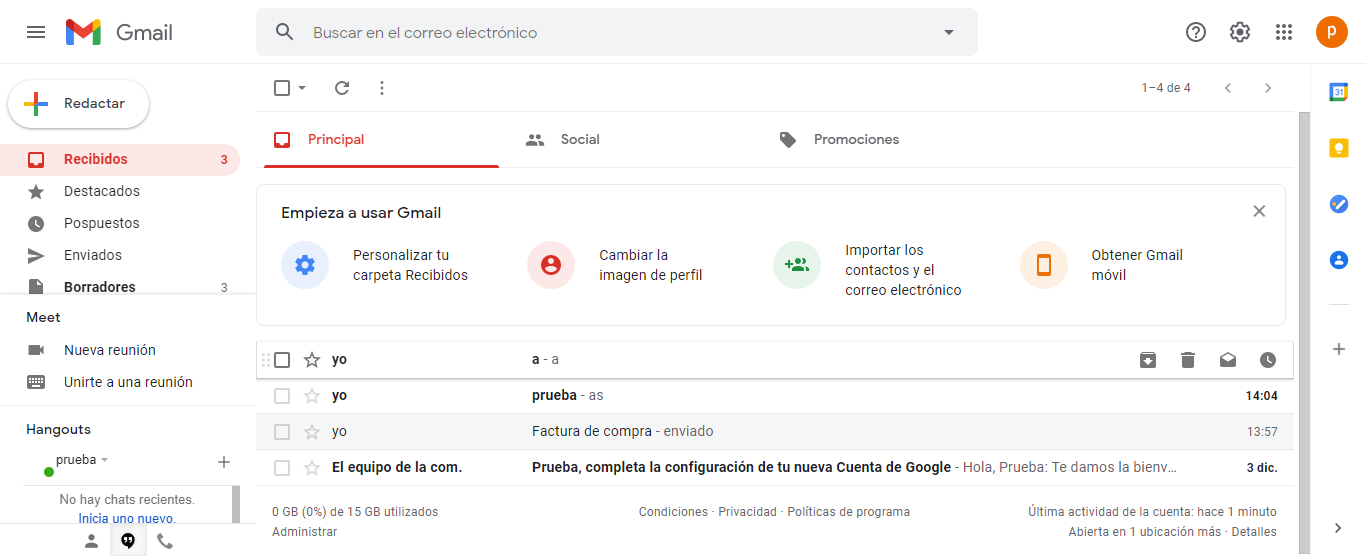 Gmail
Buscar en el correo electrónico
p
Redactar
1–4 de 4
31
Principal
Social
Promociones
Recibidos 3
Destacados
Pospuestos
Enviados
Borradores 3
Empieza a usar Gmail
Personalizar tu
carpeta Recibidos
Cambiar la
imagen de perfil
Importar los
contactos y el
correo electrónico
Obtener Gmail
móvil
Meet
Nueva reunión
Unirte a una reunión
Hangouts
prueba
No hay chats recientes.
Inicia uno nuevo.
yo a - a
yo prueba - as 14:04
yo Factura de compra - enviado 13:57
El equipo de la com. Prueba, completa la configuración de tu nueva Cuenta de Google - Hola, Prueba: Te damos la bienv… 3 dic.
0 GB (0%) de 15 GB utilizados
Administrar
Condiciones · Privacidad · Políticas de programa
Última actividad de la cuenta: hace 1 minuto
Abierta en 1 ubicación más · Detalles